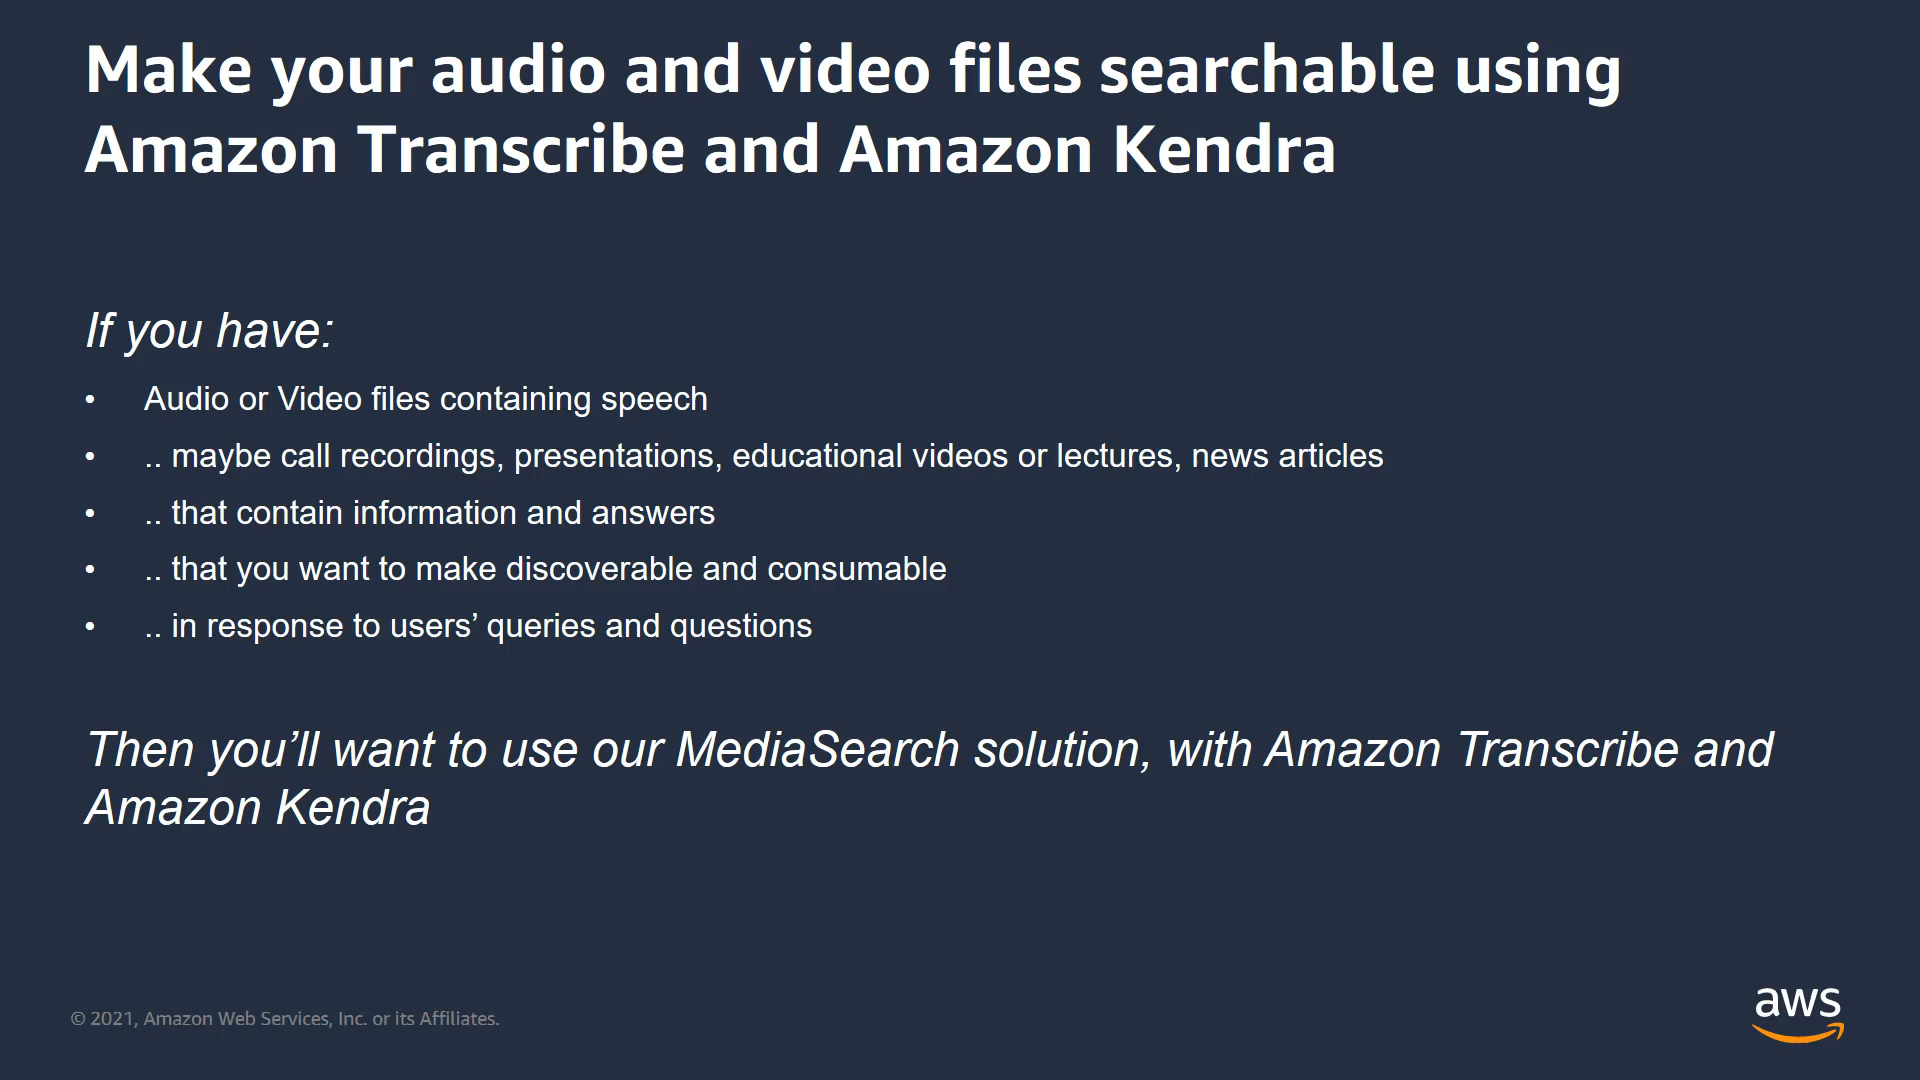 Make your audio and video files searchable using
Amazon Transcribe and Amazon Kendra
If you have:
• Audio or Video files containing speech
• .. maybe call recordings, presentations, educational videos or lectures, news articles
• .. that contain information and answers
• .. that you want to make discoverable and consumable
• .. in response to users’ queries and questions
Then you’ll want to use our MediaSearch solution, with Amazon Transcribe and
Amazon Kendra
© 2021, Amazon Web Services, Inc. or its Affiliates.
aws